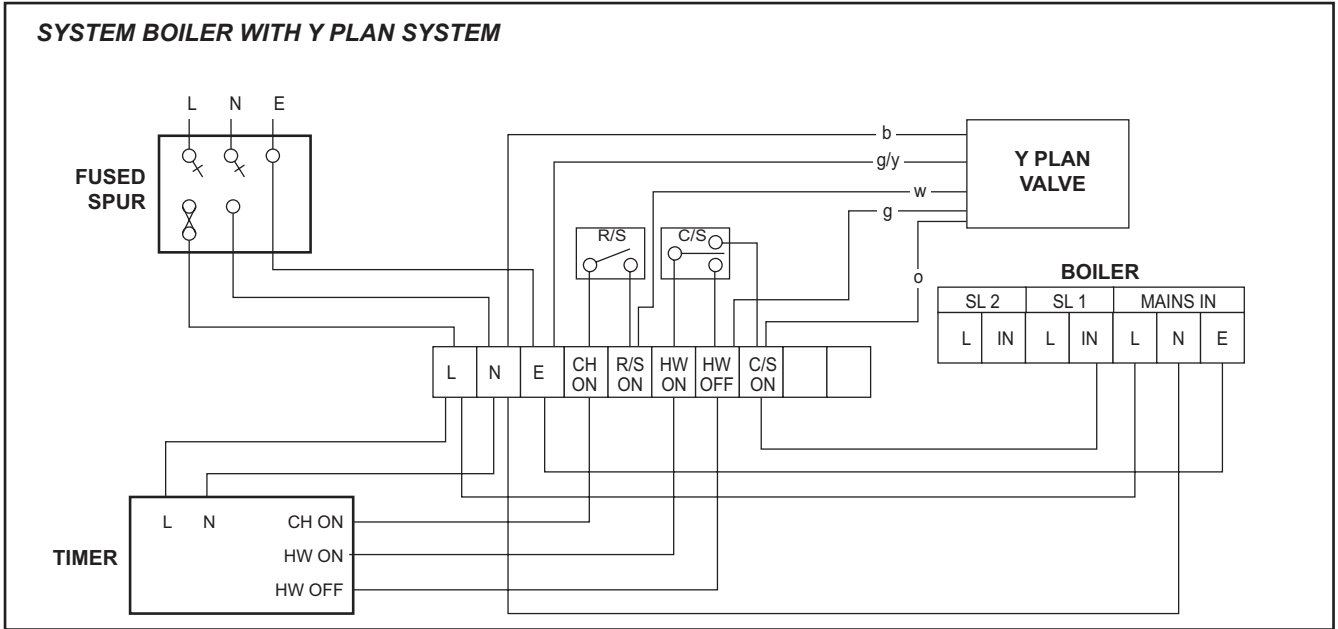 SYSTEM BOILER WITH Y PLAN SYSTEM
L N E
FUSED
SPUR
b
g/y
w
g
o
Y PLAN
VALVE
R/S
C/S
BOILER
SL 2 SL 1 MAINS IN
L IN L IN L N E
L N E CH ON R/S ON HW ON HW OFF C/S ON
TIMER
L N CH ON
HW ON
HW OFF